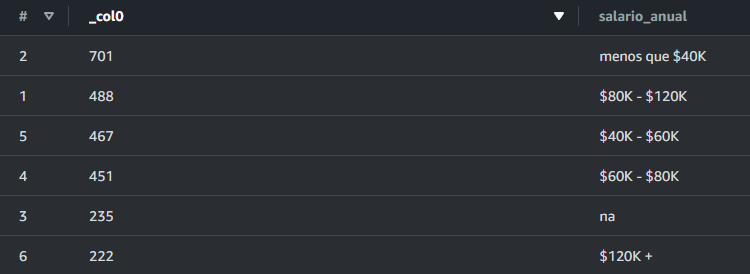 # _col0 salario_anual
2 701 menos que $40K
1 488 $80K - $120K
5 467 $40K - $60K
4 451 $60K - $80K
3 235 na
6 222 $120K +